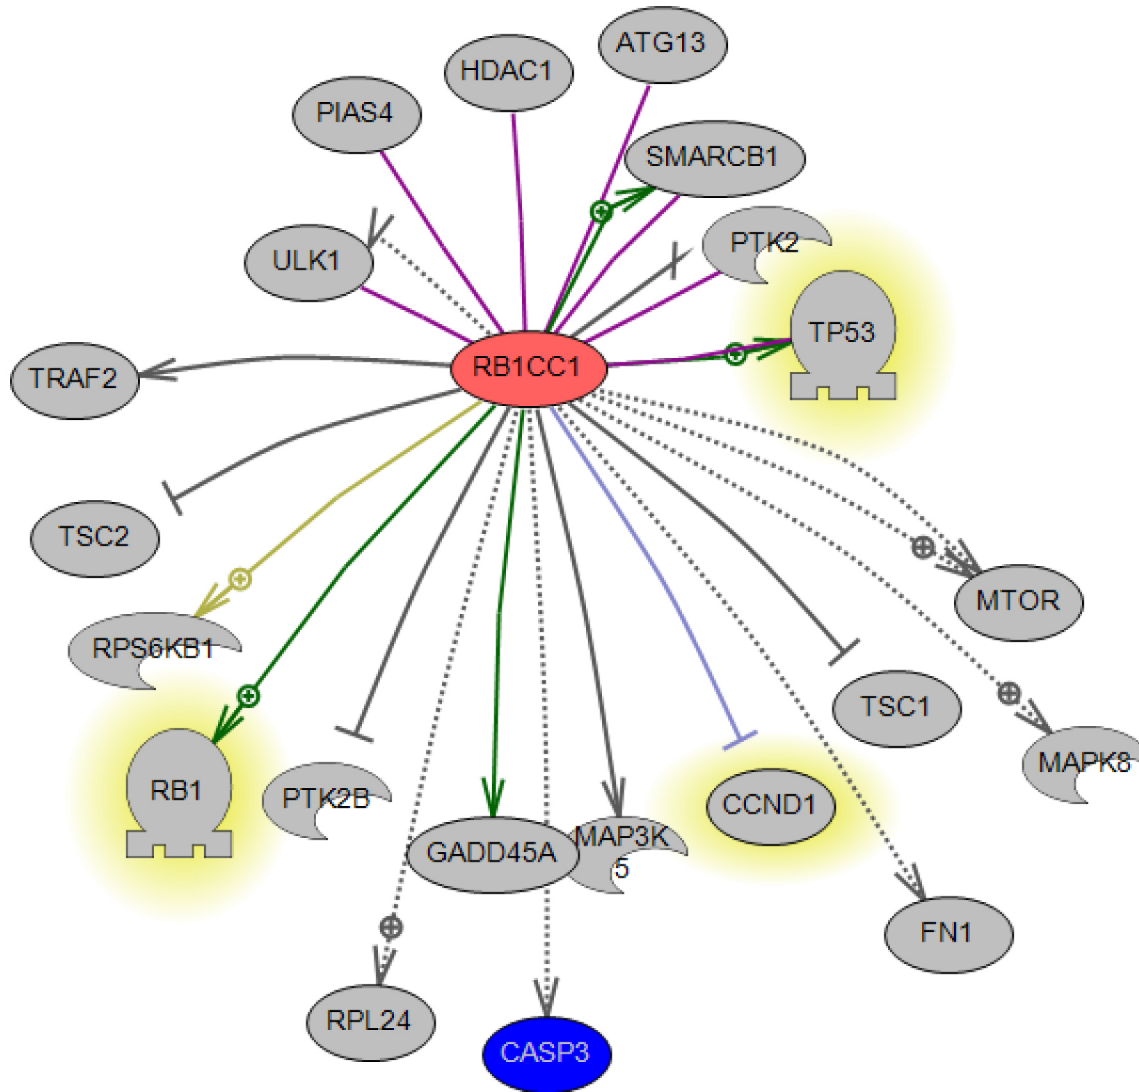 ATG13
HDAC1
PIAS4
SMARCB1
PTK2
ULK1
TP53
RB1CC1
TRAF2
TSC2
MTOR
RPS6KB1
TSC1
MAPK8
RB1
PTK2B
CCND1
GADD45A
MAP3K
5
FN1
RPL24
CASP3